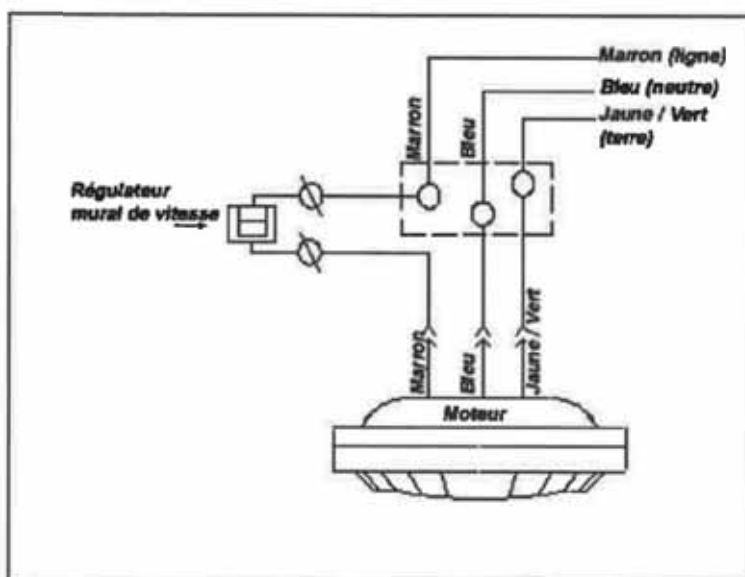 Marron (ligne)
Bleu (neutre)
Jaune / Vert
(terre)
Marron
Bleu
Régulateur
mural de vitesse
Marron
Bleu
Jaune / Vert
Moteur